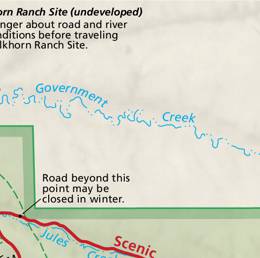 orn Ranch Site (undeveloped)
nger about road and river
nditions before traveling
lkhorn Ranch Site.
Government Creek
Road beyond this
point may be
closed in winter.
Jules
Scenic